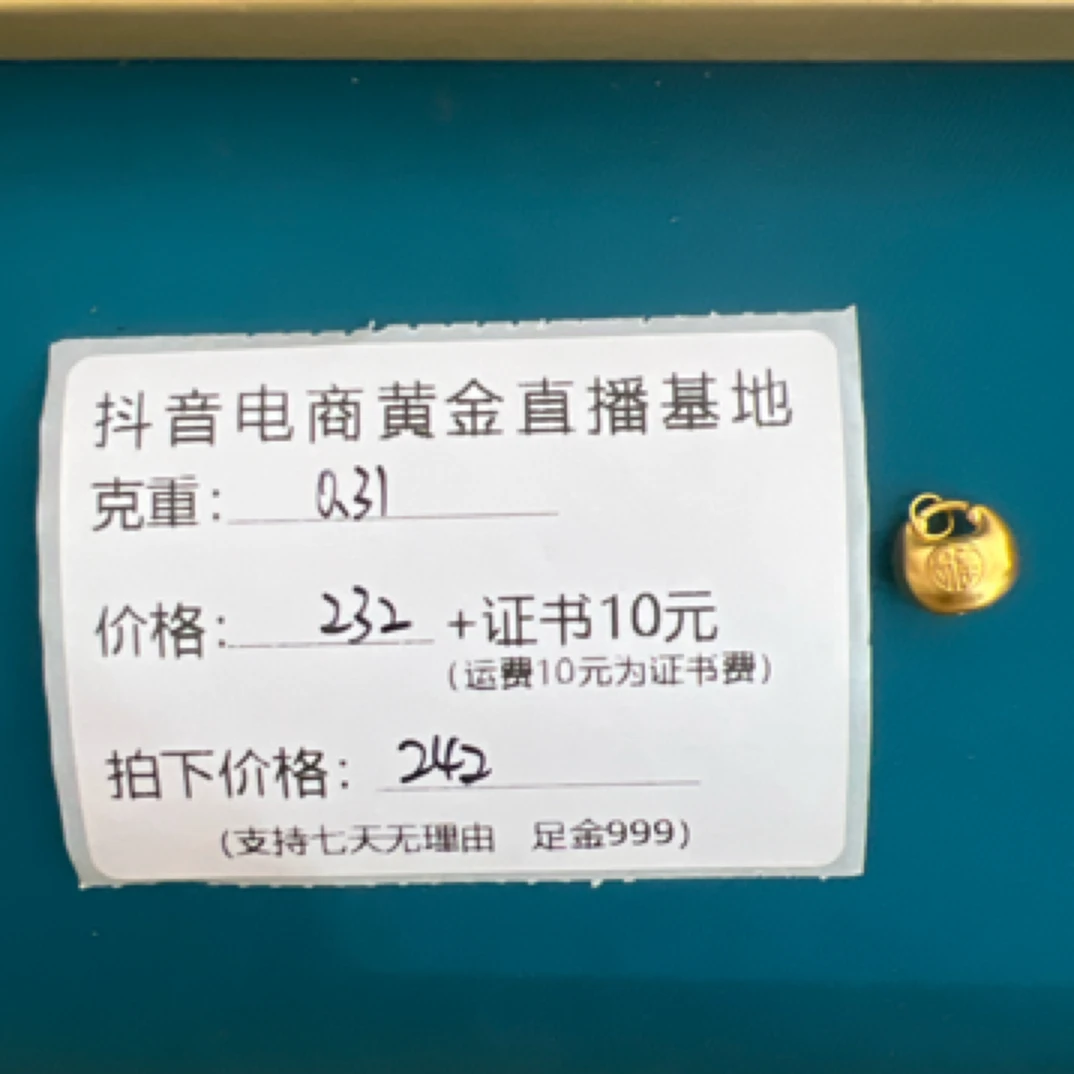 抖音电商黄金直播基地
克重：0.31
价格：232+证书10元
(运费10元为证书费)
拍下价格：242
(支持七天无理由 足金999)
福